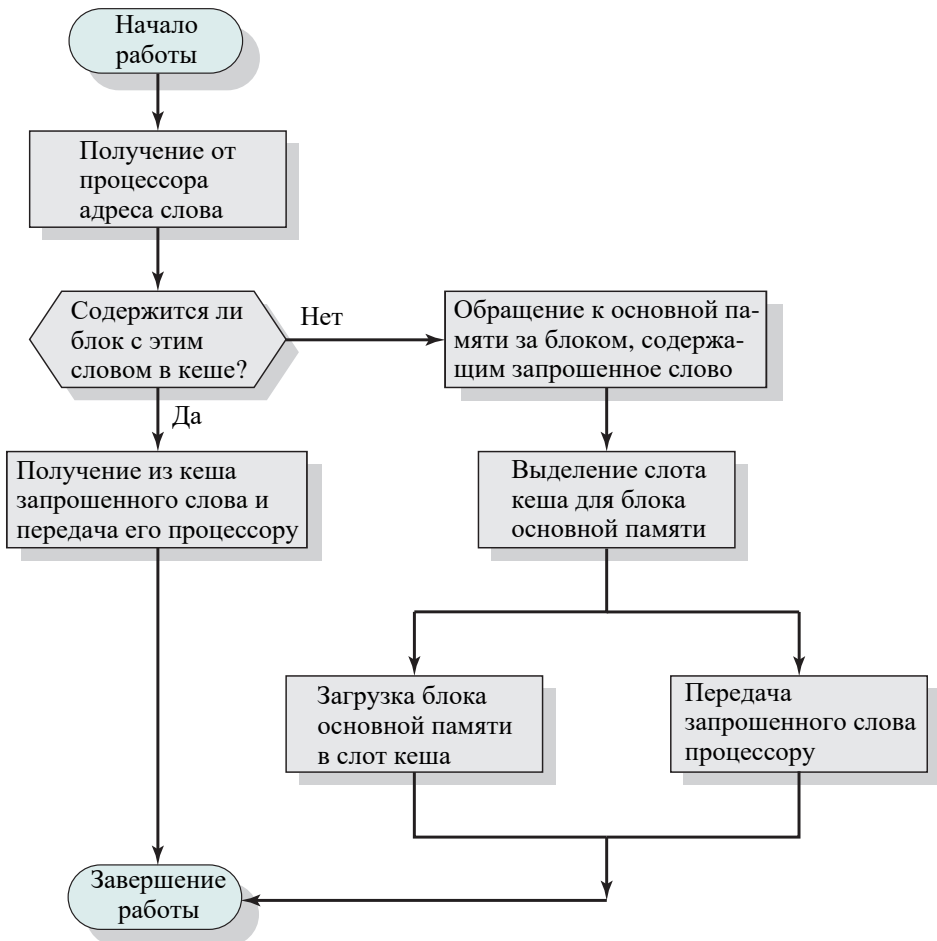 Начало
работы
Получение от
процессора
адреса слова
Содержится ли
блок с этим
словом в кеше?
Нет
Обращение к основной па-
мяти за блоком, содержа-
щим запрошенное слово
Да
Получение из кеша
запрошенного слова и
передача его процессору
Выделение слота
кеша для блока
основной памяти
Загрузка блока
основной памяти
в слот кеша
Передача
запрошенного слова
процессору
Завершение
работы